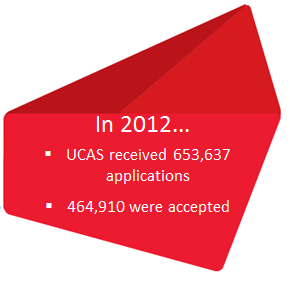 In 2012...
▪ UCAS received 653,637
applications
▪ 464,910 were accepted